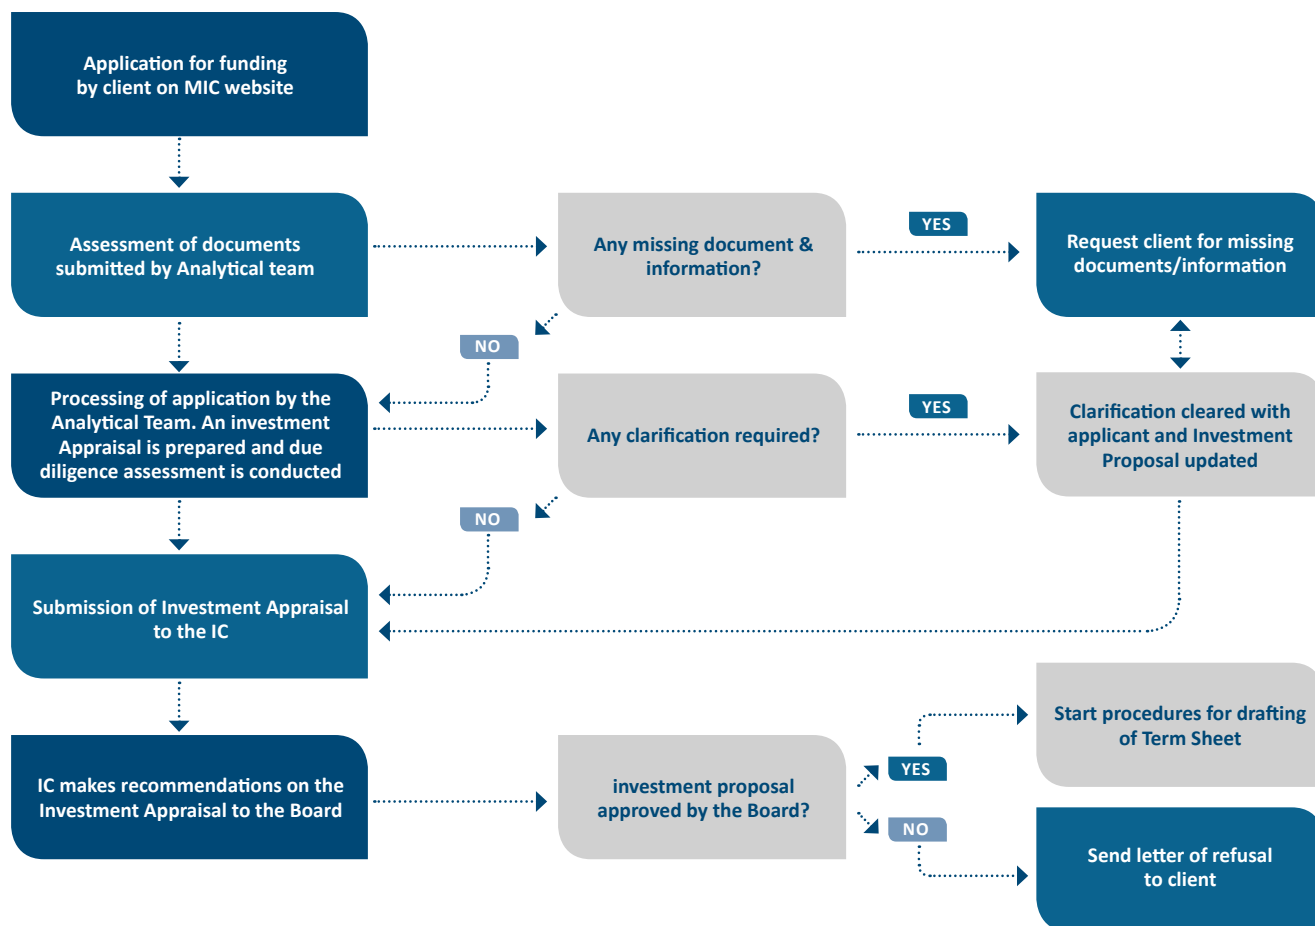 Application for funding
by client on MIC website
Assessment of documents
submitted by Analytical team
Any missing document &
information?
YES
Request client for missing
documents/information
NO
Processing of application by the
Analytical Team. An investment
Appraisal is prepared and due
diligence assessment is conducted
Any clarification required?
YES
Clarification cleared with
applicant and Investment
Proposal updated
NO
Submission of Investment Appraisal
to the IC
IC makes recommendations on the
Investment Appraisal to the Board
investment proposal
approved by the Board?
YES
Start procedures for drafting
of Term Sheet
NO
Send letter of refusal
to client